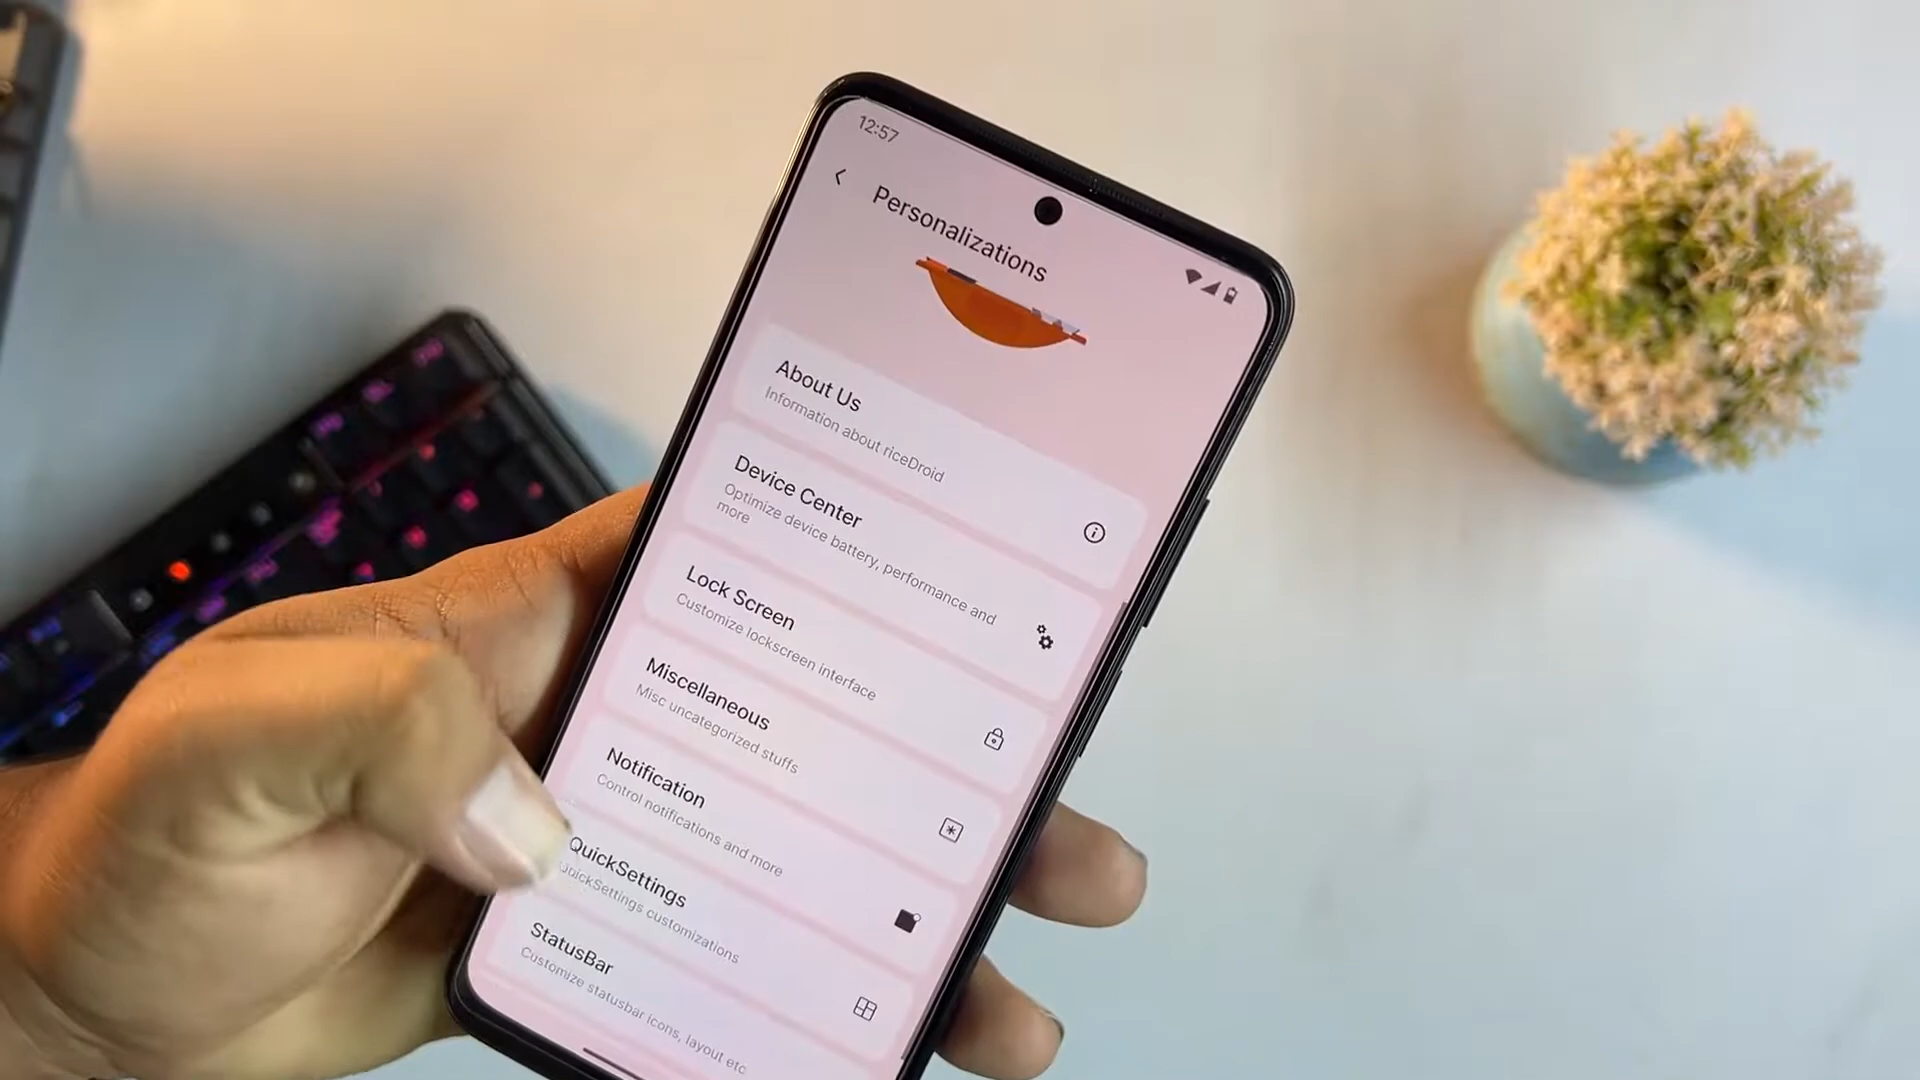 12:57
Personalizations
About Us
Information about riceDroid
Device Center
Optimize device battery, performance and
more
Lock Screen
Customize lockscreen interface
Miscellaneous
Misc uncategorized stuffs
Notification
Control notifications and more
QuickSettings
QuickSettings customizations
StatusBar
Customize statusbar icons, layout etc